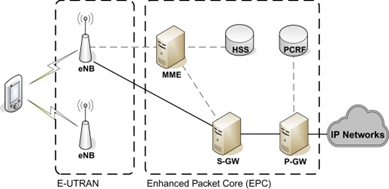 eNB
MME
HSS
PCRF
eNB
S-GW
P-GW
IP Networks
E-UTRAN
Enhanced Packet Core (EPC)